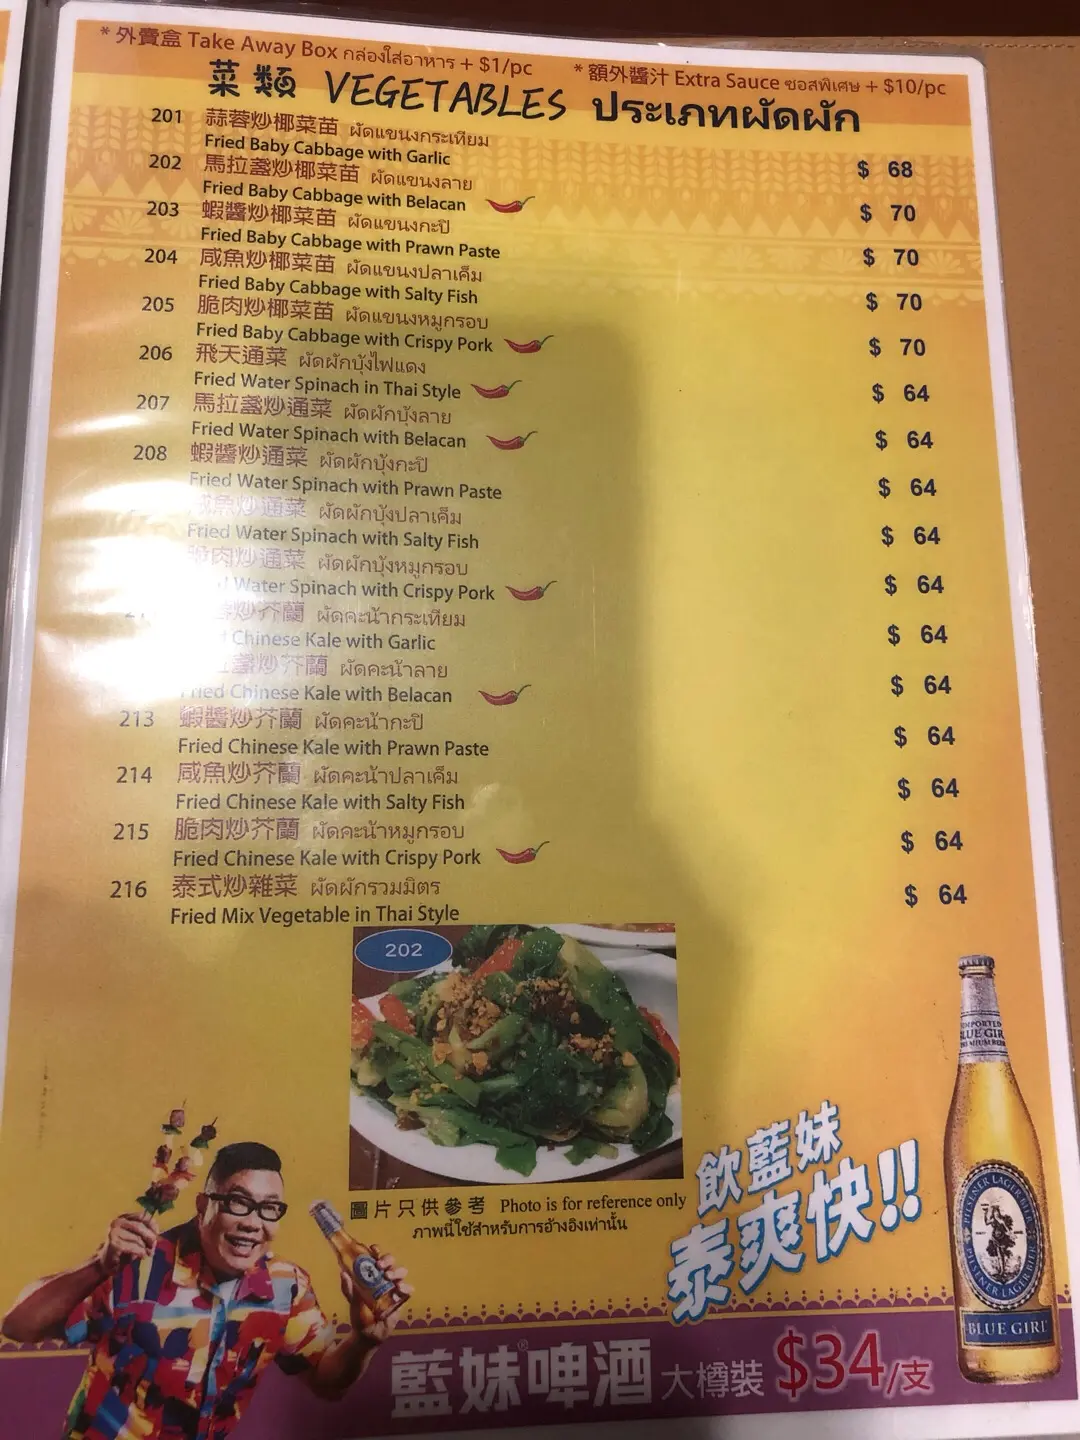 * 外賣盒 Take Away Box กล่องใส่อาหาร + $1/pc * 額外醬汁 Extra Sauce ซอสพิเศษ + $10/pc
菜類 VEGETABLES ประเภทผัดผัก
201 蒜蓉炒椰菜苗 ผัดแขนงกระเทียม
Fried Baby Cabbage with Garlic $ 68
202 馬拉盞炒椰菜苗 ผัดแขนงลาย
Fried Baby Cabbage with Belacan $ 70
203 蝦醬炒椰菜苗 ผัดแขนงกะปิ
Fried Baby Cabbage with Prawn Paste $ 70
204 咸魚炒椰菜苗 ผัดแขนงปลาเค็ม
Fried Baby Cabbage with Salty Fish $ 70
205 脆肉炒椰菜苗 ผัดแขนงหมูกรอบ
Fried Baby Cabbage with Crispy Pork $ 70
206 飛天通菜 ผัดผักบุ้งไฟแดง
Fried Water Spinach in Thai Style $ 64
207 馬拉盞炒通菜 ผัดผักบุ้งลาย
Fried Water Spinach with Belacan $ 64
208 蝦醬炒通菜 ผัดผักบุ้งกะปิ
Fried Water Spinach with Prawn Paste $ 64
咸魚炒通菜 ผัดผักบุ้งปลาเค็ม
Fried Water Spinach with Salty Fish $ 64
脆肉炒通菜 ผัดผักบุ้งหมูกรอบ
Water Spinach with Crispy Pork $ 64
炒芥蘭 ผัดคะน้ากระเทียม
Chinese Kale with Garlic $ 64
盞炒芥蘭 ผัดคะน้าลาย
Fried Chinese Kale with Belacan $ 64
213 蝦醬炒芥蘭 ผัดคะน้ากะปิ
Fried Chinese Kale with Prawn Paste $ 64
214 咸魚炒芥蘭 ผัดคะน้าปลาเค็ม
Fried Chinese Kale with Salty Fish $ 64
215 脆肉炒芥蘭 ผัดคะน้าหมูกรอบ
Fried Chinese Kale with Crispy Pork $ 64
216 泰式炒雜菜 ผัดผักรวมมิตร
Fried Mix Vegetable in Thai Style $ 64
202
圖片只供參考 Photo is for reference only
ภาพนี้ใช้สำหรับการอ้างอิงเท่านั้น
飲藍妹
泰爽快!!
IMPORTED
BLUE GIRL
PREMIUM BEER
PILSENER LAGER BIER
PILSENER LAGER BIER
BLUE GIRL
藍妹®啤酒 大樽裝 $34/支